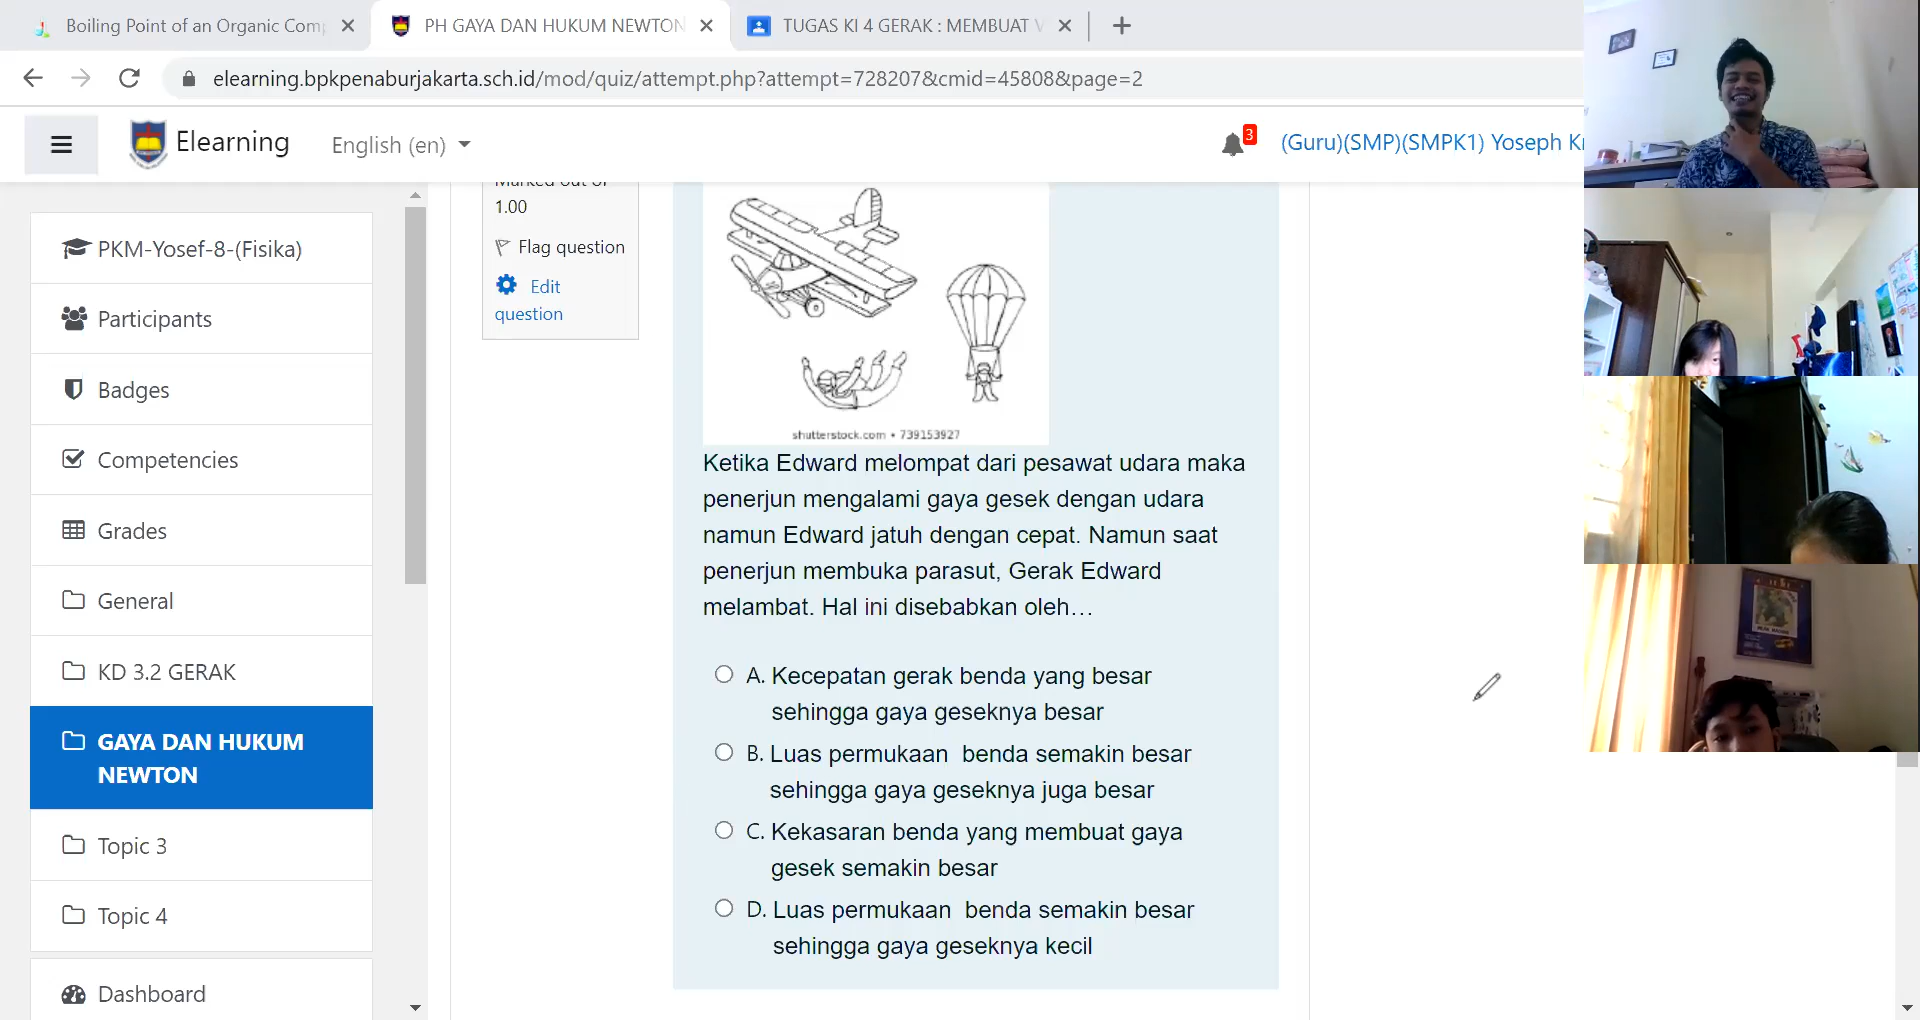 Boiling Point of an Organic Com
PH GAYA DAN HUKUM NEWTON
TUGAS KI 4 GERAK : MEMBUAT V
elearning.bpkpenaburjakarta.sch.id/mod/quiz/attempt.php?attempt=728207&cmid=45808&page=2
Elearning
English (en)
3
(Guru)(SMP)(SMPK1) Yoseph Kr
PKM-Yosef-8-(Fisika)
Participants
Badges
Competencies
Grades
General
KD 3.2 GERAK
GAYA DAN HUKUM
NEWTON
Topic 3
Topic 4
Dashboard
Marked out of
1.00
Flag question
Edit
question
shutterstock.com • 739153927
Ketika Edward melompat dari pesawat udara maka
penerjun mengalami gaya gesek dengan udara
namun Edward jatuh dengan cepat. Namun saat
penerjun membuka parasut, Gerak Edward
melambat. Hal ini disebabkan oleh…
A. Kecepatan gerak benda yang besar
sehingga gaya geseknya besar
B. Luas permukaan benda semakin besar
sehingga gaya geseknya juga besar
C. Kekasaran benda yang membuat gaya
gesek semakin besar
D. Luas permukaan benda semakin besar
sehingga gaya geseknya kecil